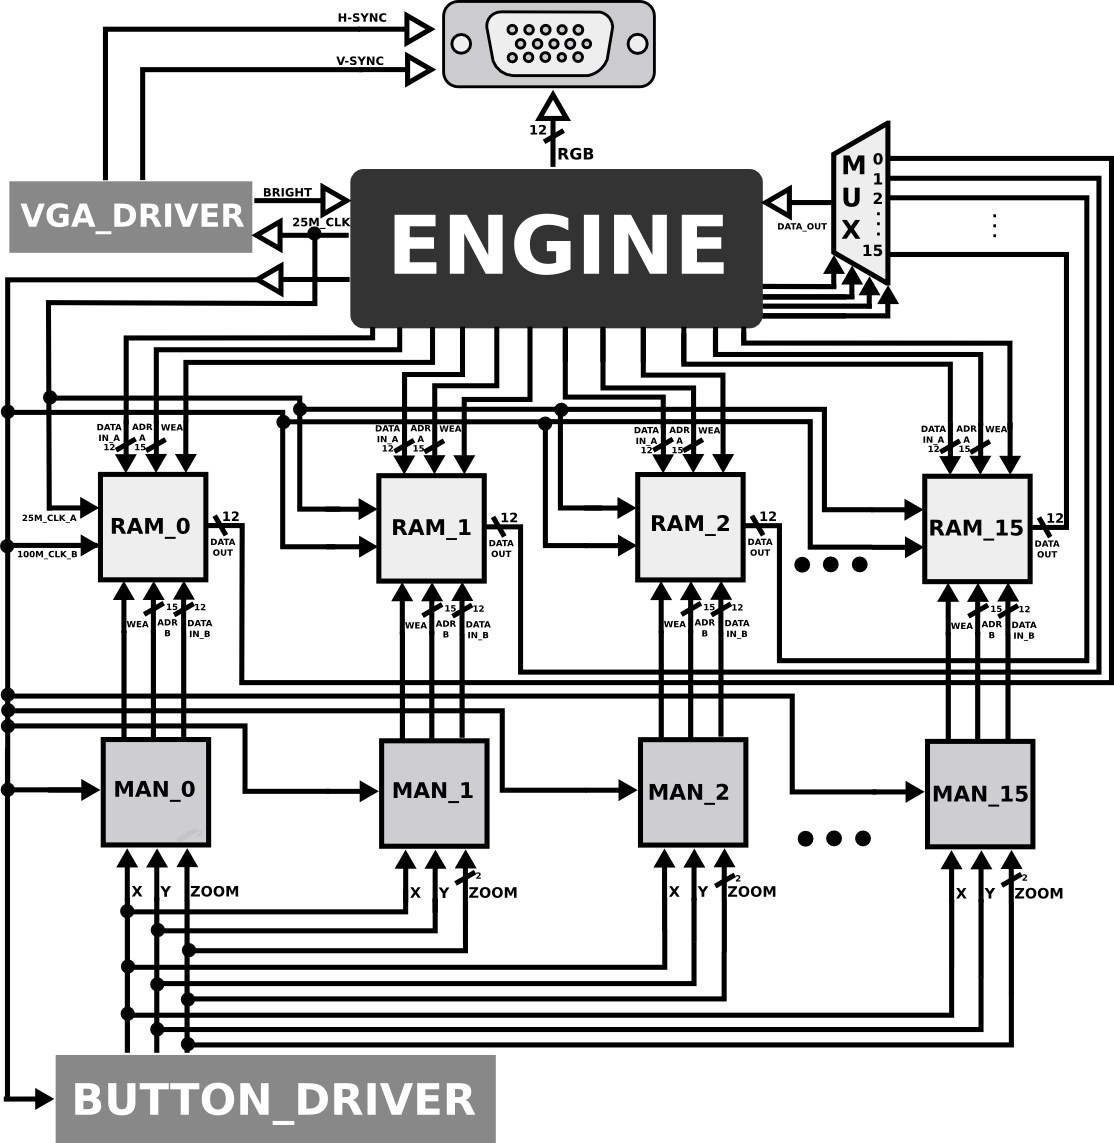 H-SYNC
V-SYNC
12
RGB
VGA_DRIVER
BRIGHT
25M_CLK
ENGINE
DATA_OUT
M
U
X
0
1
2
15
DATA
IN_A
12
ADR
A
15
WEA
DATA
IN_A
12
ADR
A
15
WEA
DATA
IN_A
12
ADR
A
15
WEA
DATA
IN_A
12
ADR
A
15
WEA
25M_CLK_A
100M_CLK_B
RAM_0
12
DATA
OUT
RAM_1
12
DATA
OUT
RAM_2
12
DATA
OUT
RAM_15
12
DATA
OUT
WEA
15
ADR
B
12
DATA
IN_B
WEA
15
ADR
B
12
DATA
IN_B
WEA
15
ADR
B
12
DATA
IN_B
WEA
15
ADR
B
12
DATA
IN_B
MAN_0
MAN_1
MAN_2
MAN_15
X
Y
ZOOM
X
Y
2
ZOOM
X
Y
2
ZOOM
X
Y
2
ZOOM
BUTTON_DRIVER